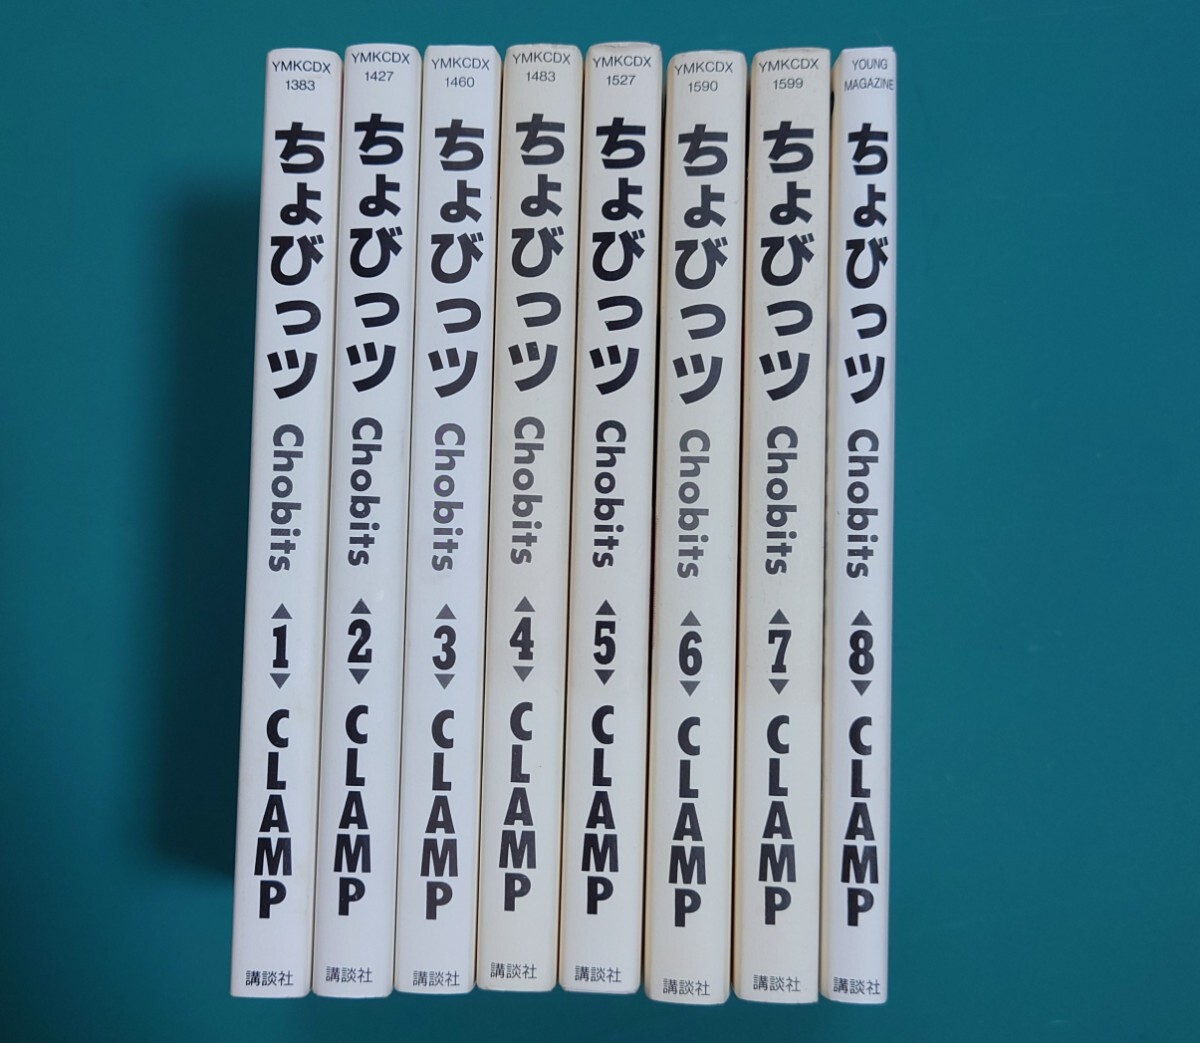 YMKCDX
1383
ちょびっツ
Chobits
1
CLAMP
講談社
YMKCDX
1427
ちょびっツ
Chobits
2
CLAMP
講談社
YMKCDX
1460
ちょびっツ
Chobits
3
CLAMP
講談社
YMKCDX
1483
ちょびっツ
Chobits
4
CLAMP
講談社
YMKCDX
1527
ちょびっツ
Chobits
5
CLAMP
講談社
YMKCDX
1590
ちょびっツ
Chobits
6
CLAMP
講談社
YMKCDX
1599
ちょびっツ
Chobits
7
CLAMP
講談社
YOUNG
MAGAZINE
ちょびっツ
Chobits
8
CLAMP
講談社